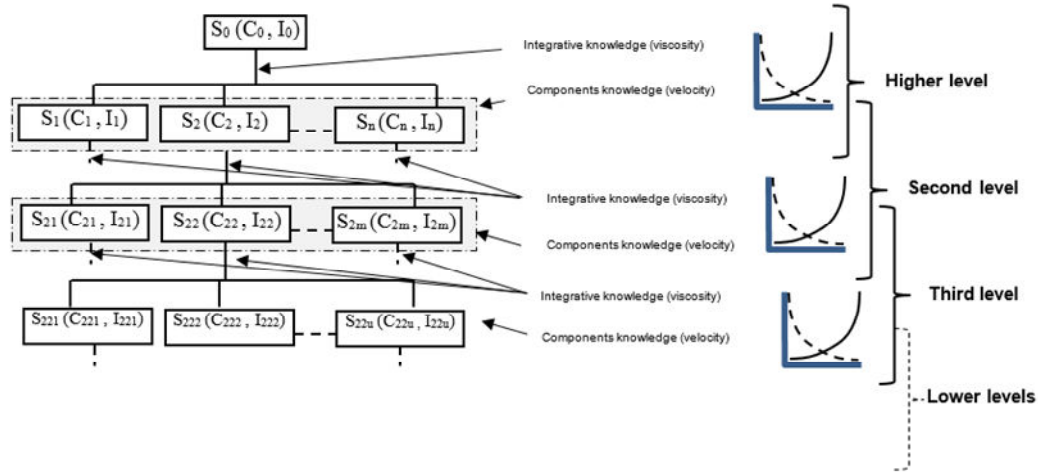 S₀ (C₀ , I₀)
Integrative knowledge (viscosity)
Higher level
Components knowledge (velocity)
S₁ (C₁ , I₁)
S₂ (C₂ , I₂)
Sₙ (Cₙ , Iₙ)
Second level
Integrative knowledge (viscosity)
S₂₁ (C₂₁ , I₂₁)
S₂₂ (C₂₂ , I₂₂)
S₂ₘ (C₂ₘ , I₂ₘ)
Components knowledge (velocity)
Third level
Integrative knowledge (viscosity)
S₂₂₁ (C₂₂₁ , I₂₂₁)
S₂₂₂ (C₂₂₂ , I₂₂₂)
S₂₂ᵤ (C₂₂ᵤ , I₂₂ᵤ)
Components knowledge (velocity)
Lower levels